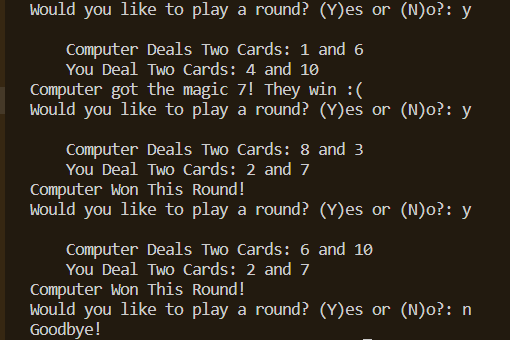 Would you like to play a round? (Y)es or (N)o?: y
Computer Deals Two Cards: 1 and 6
You Deal Two Cards: 4 and 10
Computer got the magic 7! They win :(
Would you like to play a round? (Y)es or (N)o?: y
Computer Deals Two Cards: 8 and 3
You Deal Two Cards: 2 and 7
Computer Won This Round!
Would you like to play a round? (Y)es or (N)o?: y
Computer Deals Two Cards: 6 and 10
You Deal Two Cards: 2 and 7
Computer Won This Round!
Would you like to play a round? (Y)es or (N)o?: n
Goodbye!